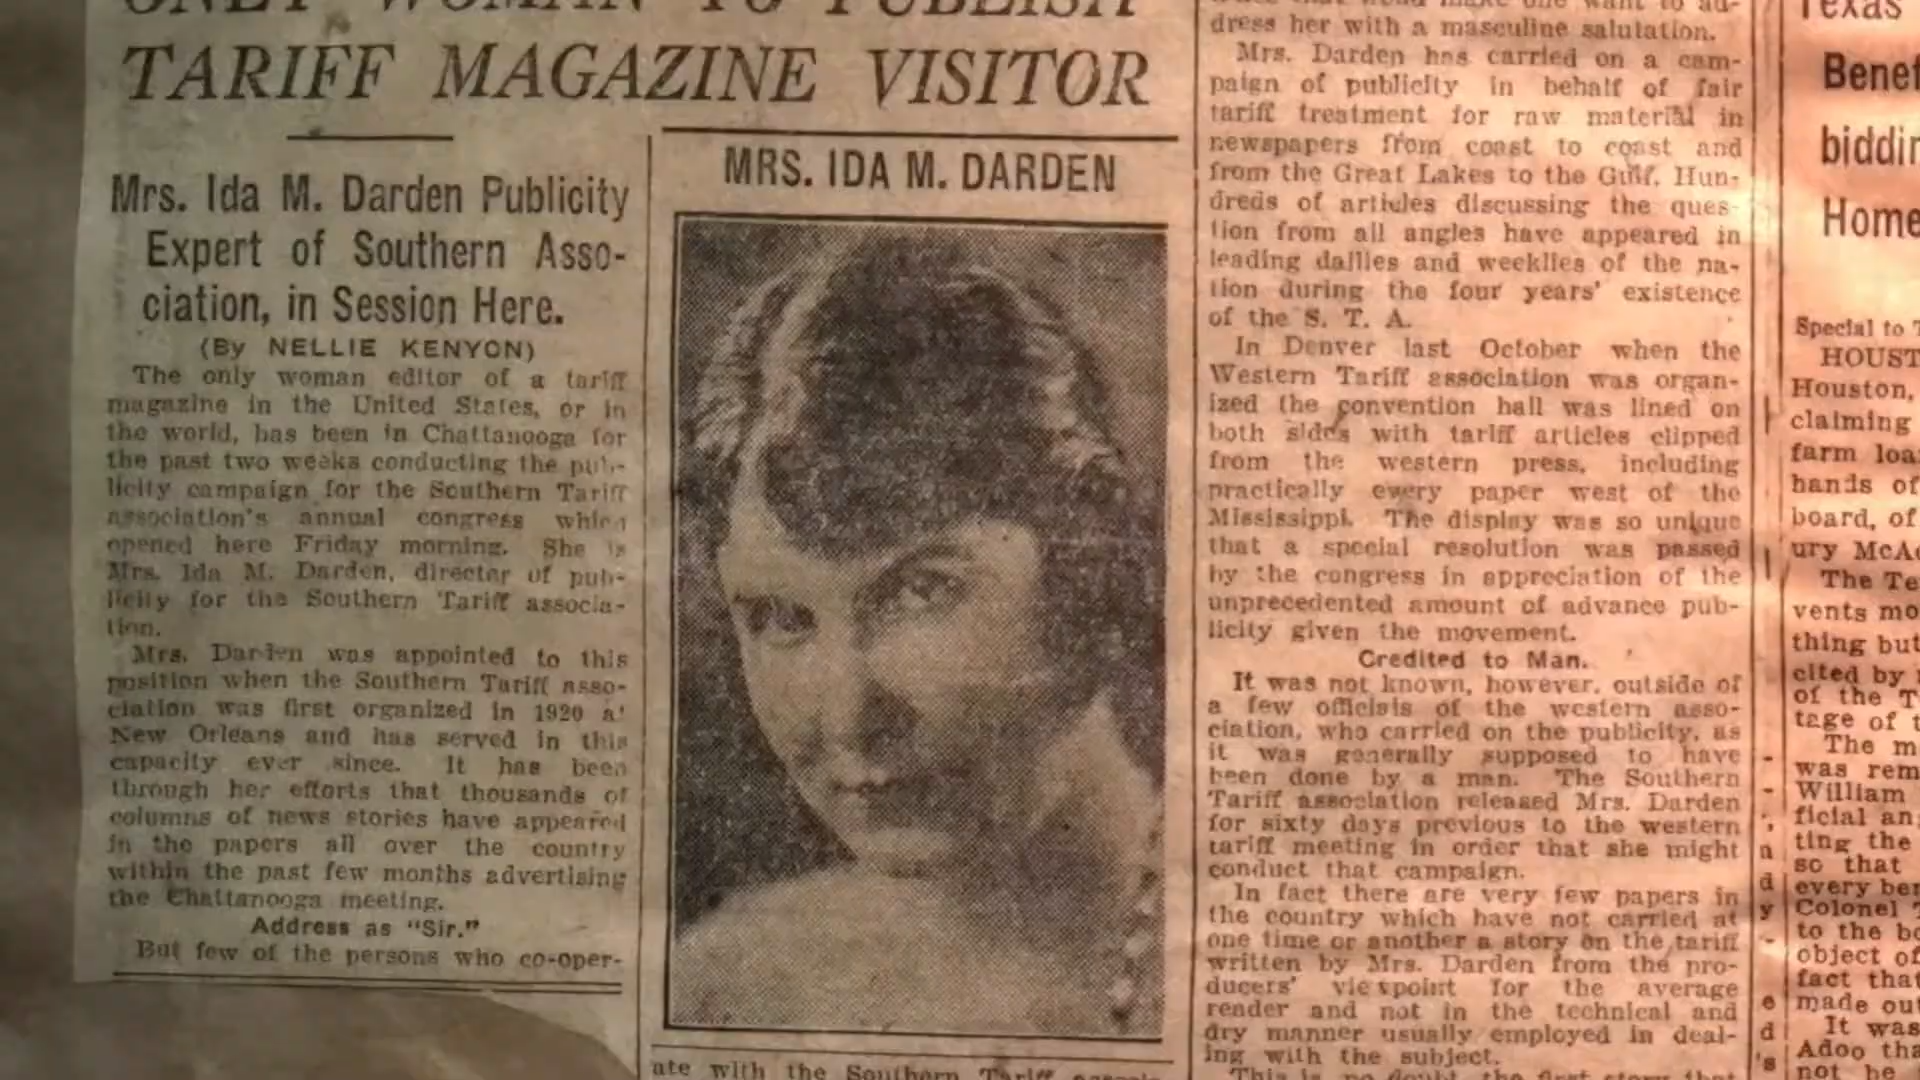 ONLY WOMAN TO PUBLISH
TARIFF MAGAZINE VISITOR
Mrs. Ida M. Darden Publicity
Expert of Southern Asso-
ciation, in Session Here.
(By NELLIE KENYON)
The only woman editor of a tariff
magazine in the United States, or in
the world, has been in Chattanooga for
the past two weeks conducting the pub-
licity campaign for the Southern Tariff
association's annual congress which
opened here Friday morning. She is
Mrs. Ida M. Darden, director of pub-
licity for the Southern Tariff associa-
tion.
Mrs. Darden was appointed to this
position when the Southern Tariff asso-
ciation was first organized in 1920 at
New Orleans and has served in this
capacity ever since. It has been
through her efforts that thousands of
columns of news stories have appeared
in the papers all over the country
within the past few months advertising
the Chattanooga meeting.
Address as "Sir."
But few of the persons who co-oper-
MRS. IDA M. DARDEN
ate with the Southern Tariff
dress her with a masculine salutation.
Mrs. Darden has carried on a cam-
paign of publicity in behalf of fair
tariff treatment for raw material in
newspapers from coast to coast and
from the Great Lakes to the Gulf. Hun-
dreds of articles discussing the ques-
tion from all angles have appeared in
leading dailies and weeklies of the na-
tion during the four years' existence
of the S. T. A.
In Denver last October when the
Western Tariff association was organ-
ized the convention hall was lined on
both sides with tariff articles clipped
from the western press, including
practically every paper west of the
Mississippi. The display was so unique
that a special resolution was passed
by the congress in appreciation of the
unprecedented amount of advance pub-
licity given the movement.
Credited to Man.
It was not known, however, outside of
a few officials of the western asso-
ciation, who carried on the publicity, as
it was generally supposed to have
been done by a man. The Southern
Tariff association released Mrs. Darden
for sixty days previous to the western
tariff meeting in order that she might
conduct that campaign.
In fact there are very few papers in
the country which have not carried at
one time or another a story on the tariff
written by Mrs. Darden from the pro-
ducers' viewpoint for the average
reader and not in the technical and
dry manner usually employed in deal-
ing with the subject.
This is no doubt the first story that
Texas
Benef
biddin
Home
Special to T
HOUST
Houston,
claiming
farm loa
hands of
board, of
ury McA
The Te
vents mo
thing but
cited by
of the T
tage of t
The m
was rem
William
ficial an
ting the
so that
every ber
Colonel
to the bo
object of
fact that
made out
It was
Adoo tha
not be